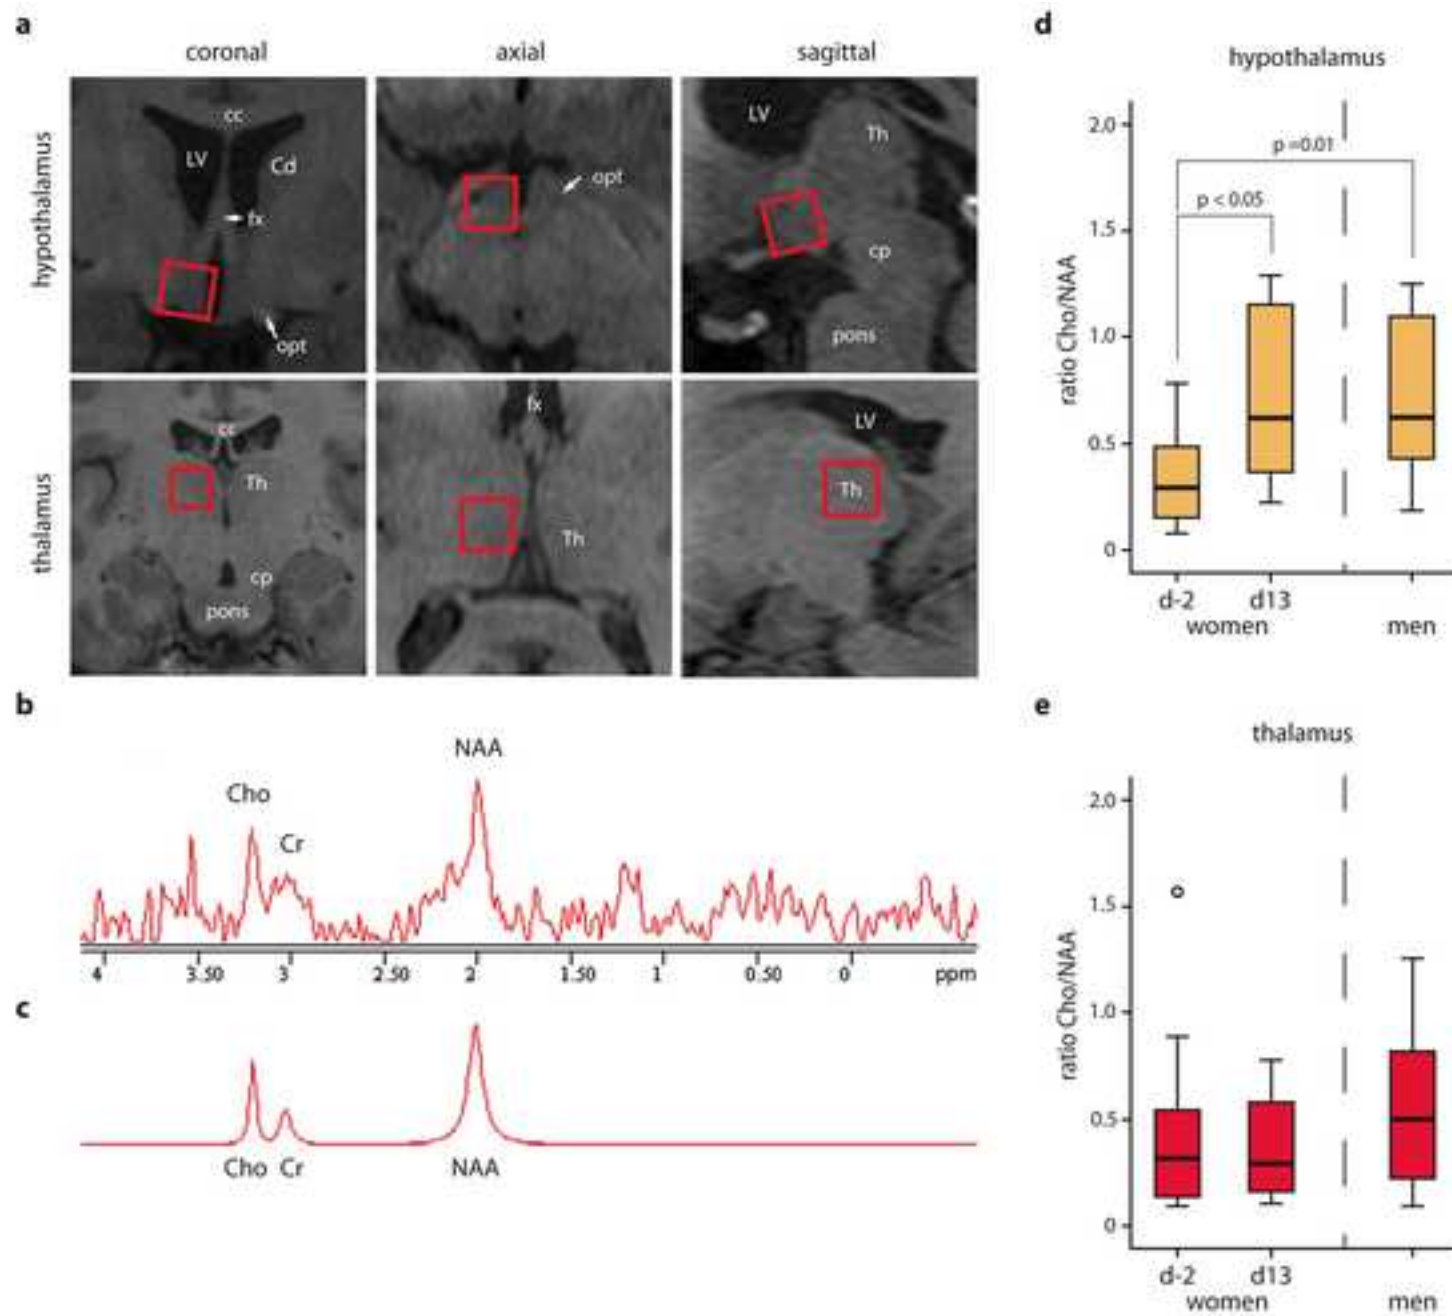 a
coronal
axial
sagittal
hypothalamus
cc
LV
Cd
fx
opt
opt
LV
Th
cp
pons
thalamus
cc
Th
cp
pons
fx
Th
LV
Th
b
NAA
Cho
Cr
4 3.50 3 2.50 2 1.50 1 0.50 0 ppm
c
Cho Cr NAA
d
hypothalamus
ratio Cho/NAA
2.0
1.5
1.0
0.5
0
p =0.01
p < 0.05
d-2 d13
women men
e
thalamus
ratio Cho/NAA
2.0
1.5
1.0
0.5
0
d-2 d13
women men